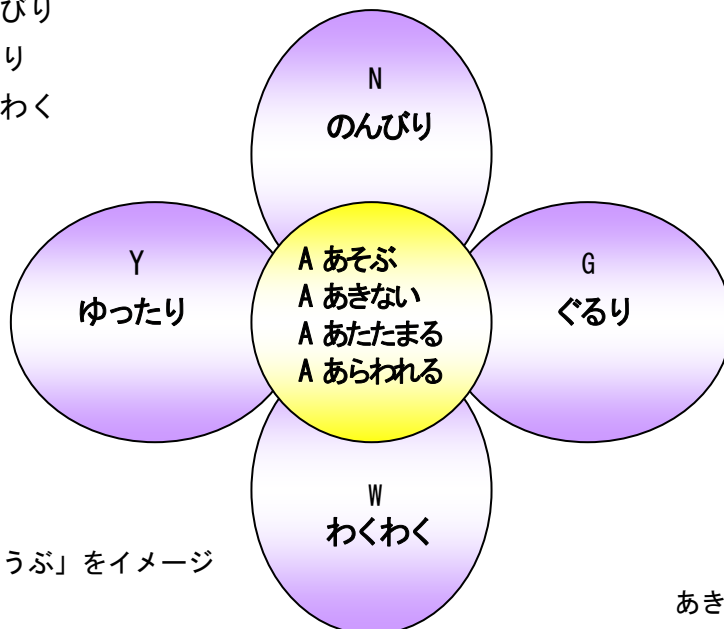 びり
り
わく
N
のんびり
Y
ゆったり
A あそぶ
A あきない
A あたたまる
A あらわれる
G
ぐるり
W
わくわく
うぶ」をイメージ
あき